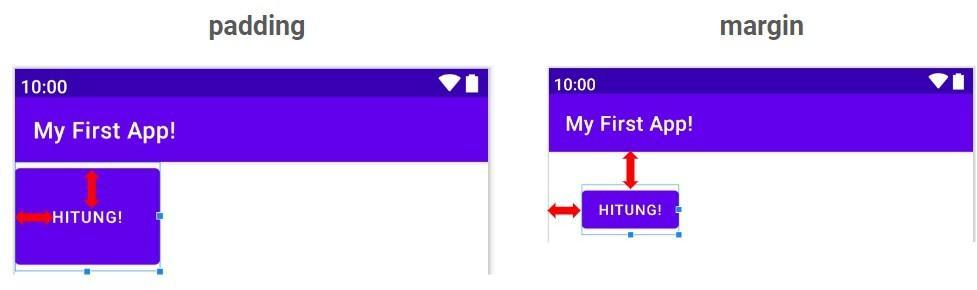 padding
margin
10:00
My First App!
HITUNG!
10:00
My First App!
HITUNG!